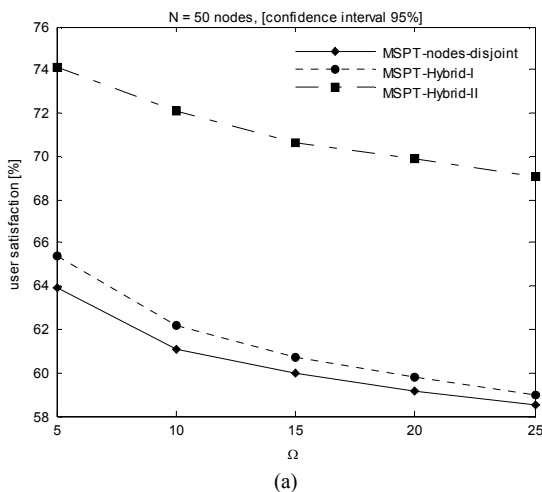 N = 50 nodes, [confidence interval 95%]
76
74
72
70
68
66
64
62
60
58
user satisfaction [%]
MSPT-nodes-disjoint
MSPT-Hybrid-I
MSPT-Hybrid-II
5 10 15 20 25
Ω
(a)